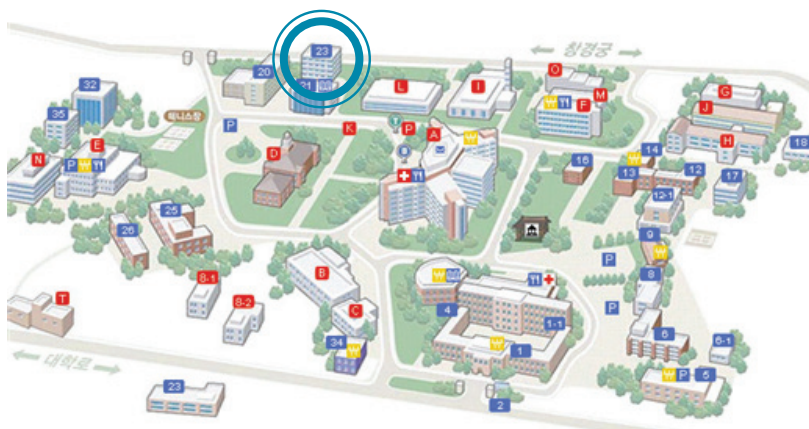 창경궁
23
20
21
L
I
O
M
F
₩
G
J
H
19
32
35
테니스장
P
K
T
P
A
₩
E
P
₩
N
D
16
₩
14
13
12
17
12-1
9
₩
8
P
P
26
25
B
8-1
8-2
C
T
34
₩
₩
4
1-1
₩
1
2
6
6-1
₩
P
5
대학로
23